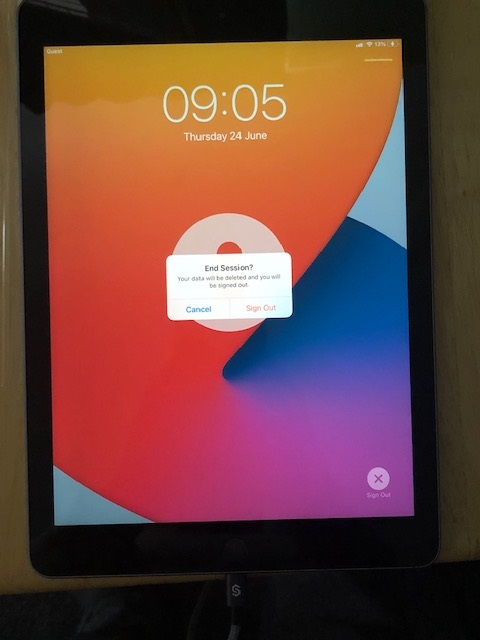 Guest
12%
09:05
Thursday 24 June
End Session?
Your data will be deleted and you will
be signed out.
Cancel
Sign Out
Sign Out